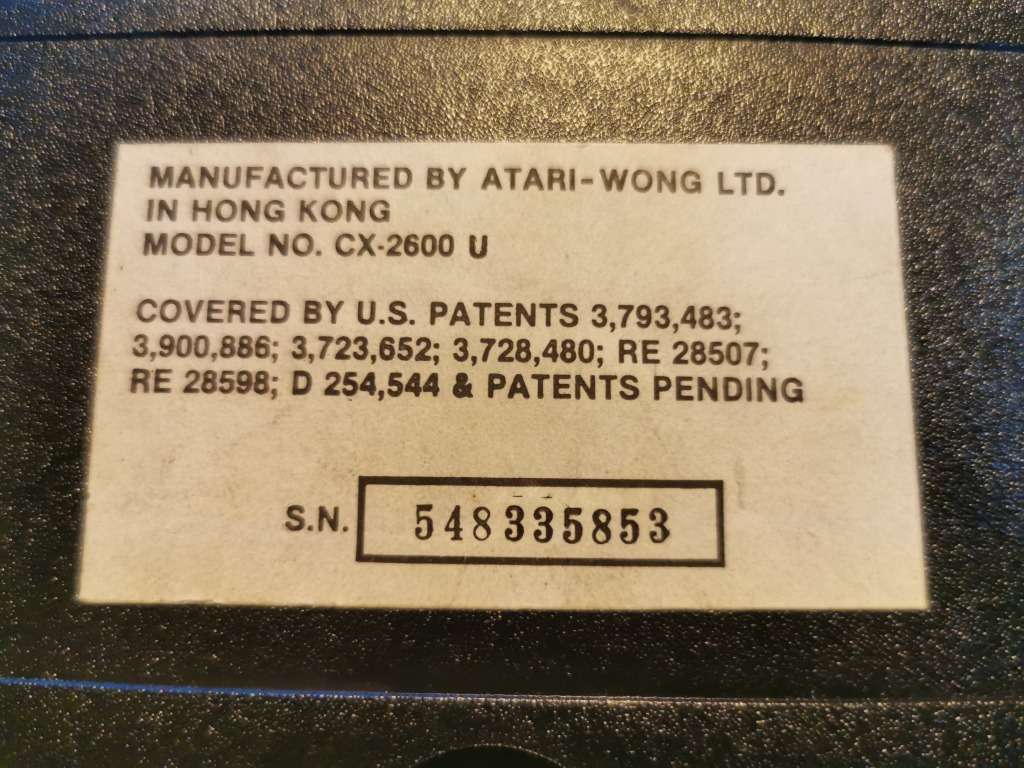 MANUFACTURED BY ATARI-WONG LTD.
IN HONG KONG
MODEL NO. CX-2600 U
COVERED BY U.S. PATENTS 3,793,483;
3,900,886; 3,723,652; 3,728,480; RE 28507;
RE 28598; D 254,544 & PATENTS PENDING
S.N. 548335853